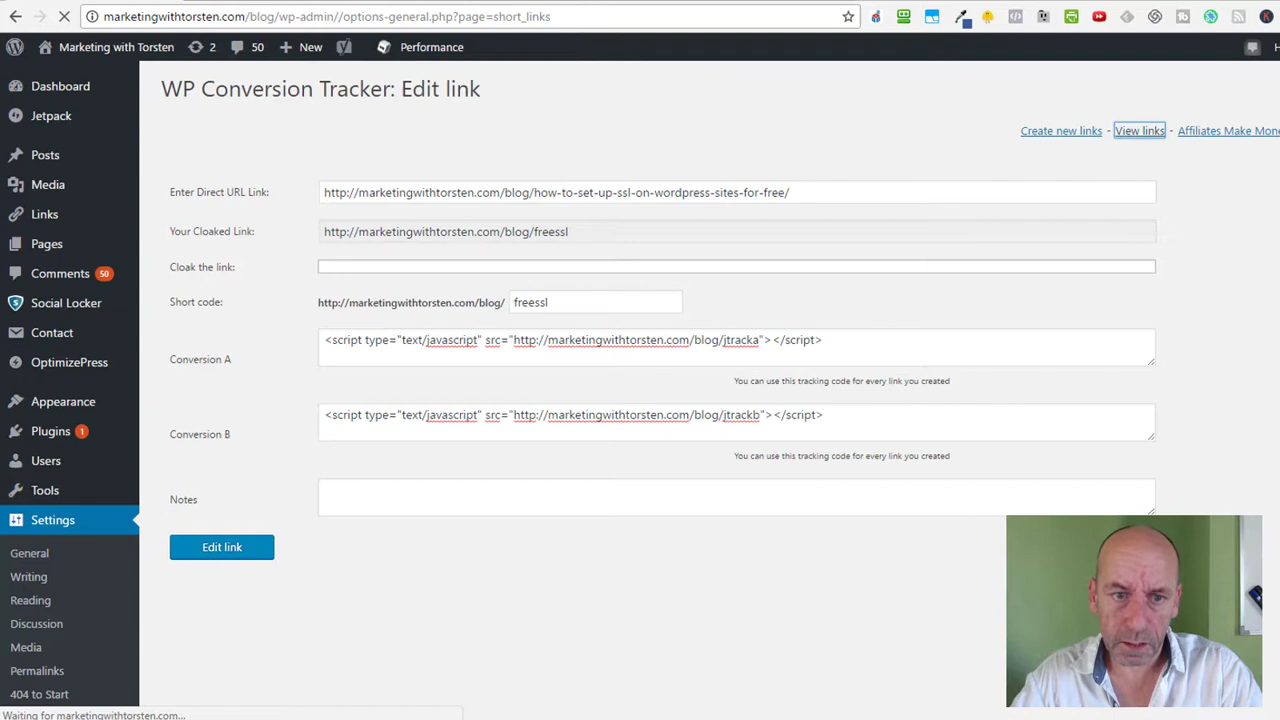 marketingwithtorsten.com/blog/wp-admin//options-general.php?page=short_links
Marketing with Torsten
2
50
New
Performance
Dashboard
Jetpack
Posts
Media
Links
Pages
Comments 50
Social Locker
Contact
OptimizePress
Appearance
Plugins 1
Users
Tools
Settings
General
Writing
Reading
Discussion
Media
Permalinks
404 to Start
WP Conversion Tracker: Edit link
Create new links - View links - Affiliates Make Mone
Enter Direct URL Link: http://marketingwithtorsten.com/blog/how-to-set-up-ssl-on-wordpress-sites-for-free/
Your Cloaked Link: http://marketingwithtorsten.com/blog/freessl
Cloak the link:
Short code: http://marketingwithtorsten.com/blog/ freessl
Conversion A <script type="text/javascript" src="http://marketingwithtorsten.com/blog/jtracka"></script>
You can use this tracking code for every link you created
Conversion B <script type="text/javascript" src="http://marketingwithtorsten.com/blog/jtrackb"></script>
You can use this tracking code for every link you created
Notes
Edit link
Waiting for marketingwithtorsten.com...